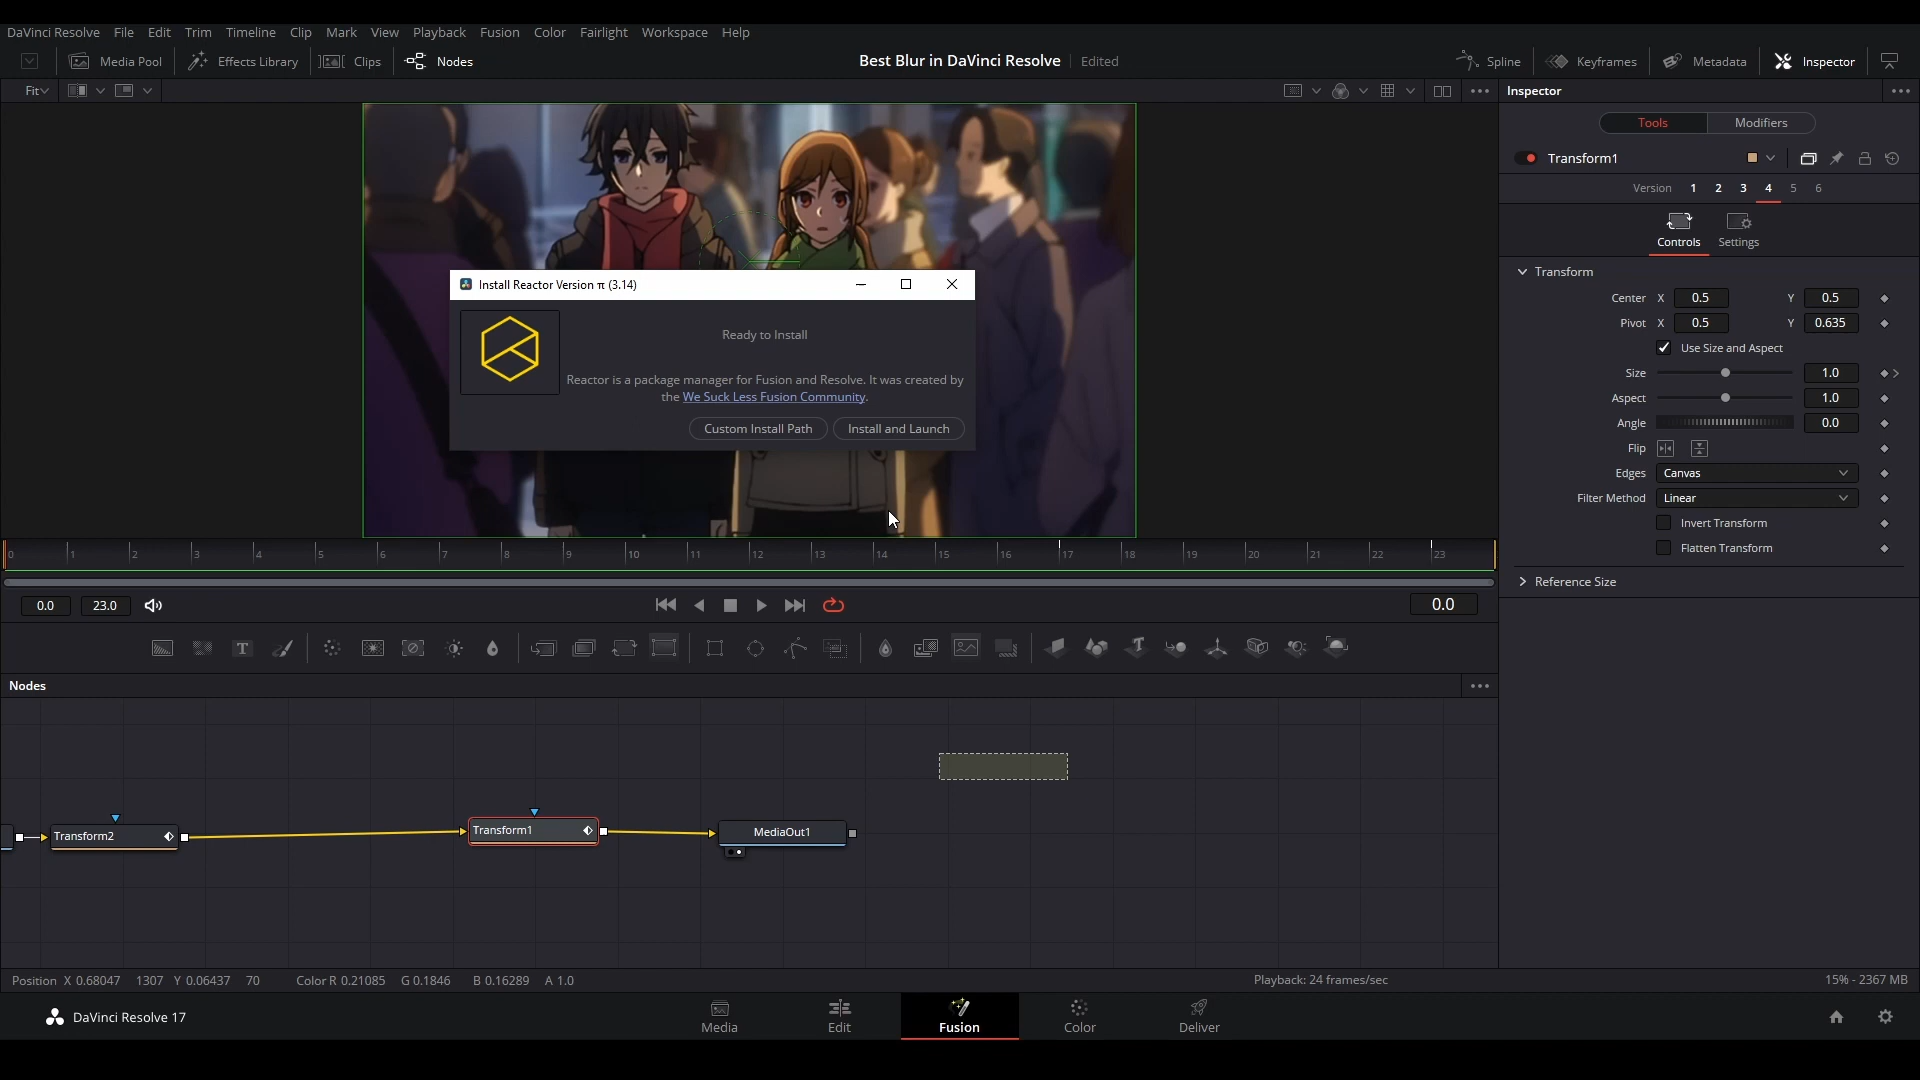 DaVinci Resolve File Edit Trim Timeline Clip Mark View Playback Fusion Color Fairlight Workspace Help
Media Pool Effects Library Clips Nodes Best Blur in DaVinci Resolve Edited Spline Keyframes Metadata Inspector
Fit Inspector
Tools Modifiers
Transform1
Version 1 2 3 4 5 6
Controls Settings
Transform
Center X 0.5 Y 0.5
Pivot X 0.5 Y 0.635
Use Size and Aspect
Size 1.0
Aspect 1.0
Angle 0.0
Flip
Edges Canvas
Filter Method Linear
Invert Transform
Flatten Transform
Reference Size
Install Reactor Version π (3.14)
Ready to Install
Reactor is a package manager for Fusion and Resolve. It was created by
the We Suck Less Fusion Community.
Custom Install Path Install and Launch
0 1 2 3 4 5 6 7 8 9 10 11 12 13 14 15 16 17 18 19 20 21 22 23
0.0 23.0 0.0
T T
Nodes
Transform2 Transform1 MediaOut1
Position X 0.68047 1307 Y 0.06437 70 Color R 0.21085 G 0.1846 B 0.16289 A 1.0 Playback: 24 frames/sec 15% - 2367 MB
DaVinci Resolve 17 Media Edit Fusion Color Deliver